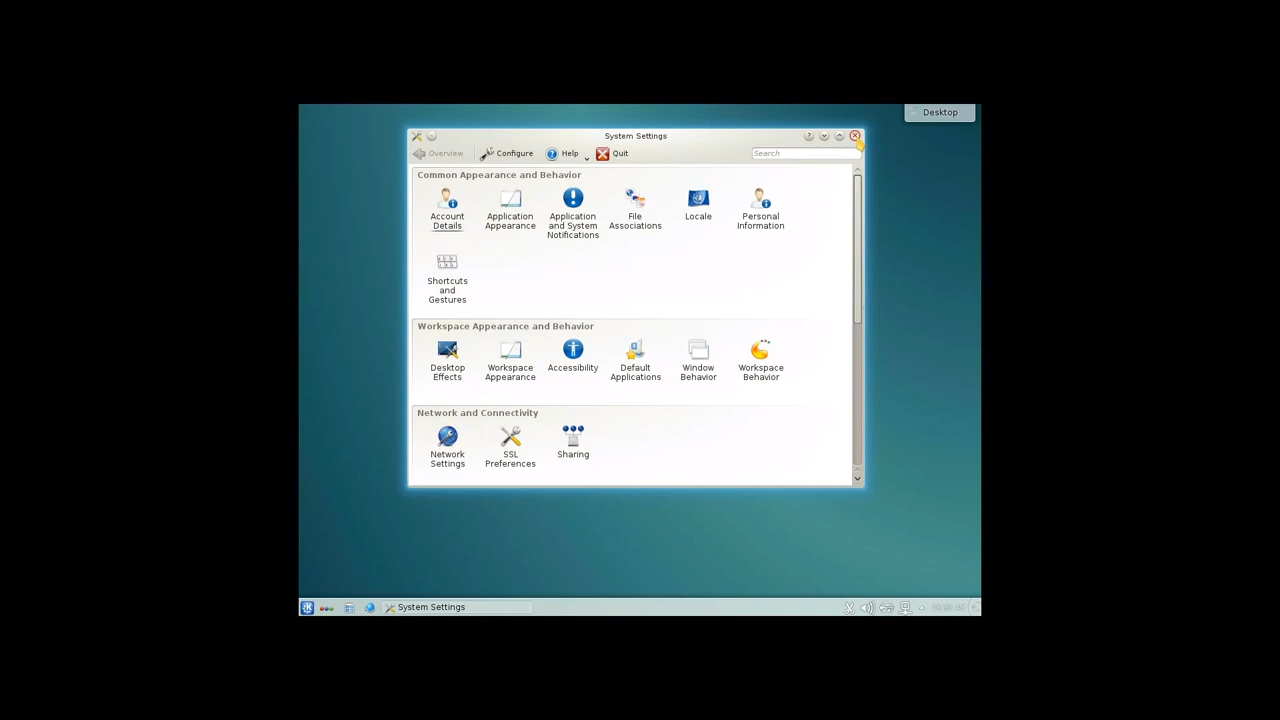 Desktop
System Settings
Overview Configure Help Quit Search
Common Appearance and Behavior
Account Details
Application Appearance
Application and System Notifications
File Associations
Locale
Personal Information
Shortcuts and Gestures
Workspace Appearance and Behavior
Desktop Effects
Workspace Appearance
Accessibility
Default Applications
Window Behavior
Workspace Behavior
Network and Connectivity
Network Settings
SSL Preferences
Sharing
System Settings